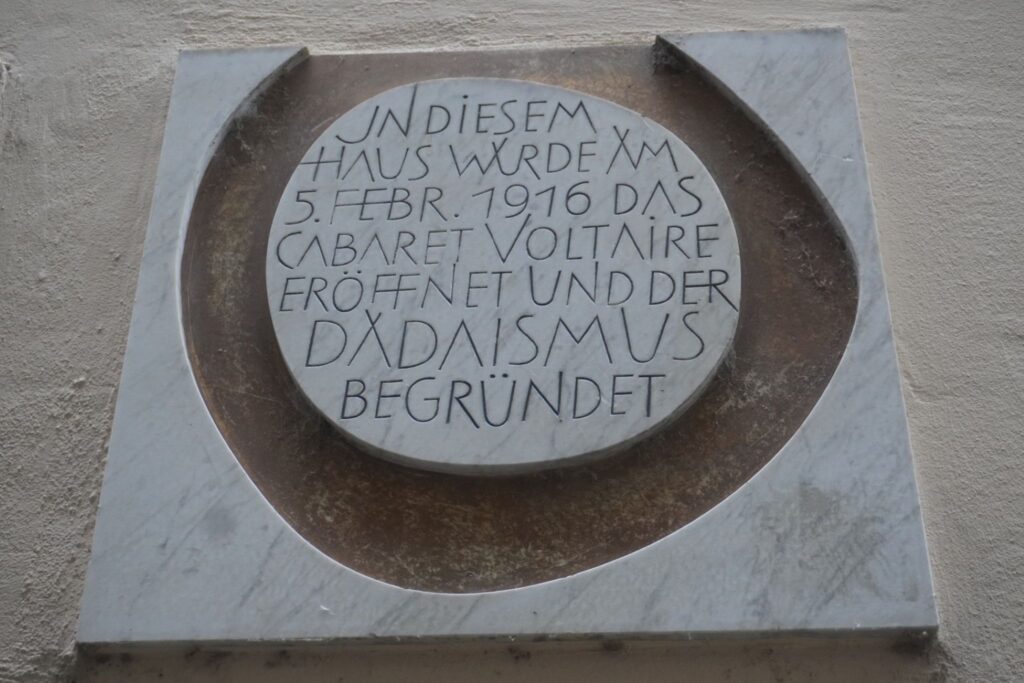 IN DIESEM
HAUS WURDE AM
5. FEBR. 1916 DAS
CABARET VOLTAIRE
ERÖFFNET UND DER
DADAISMUS
BEGRÜNDET